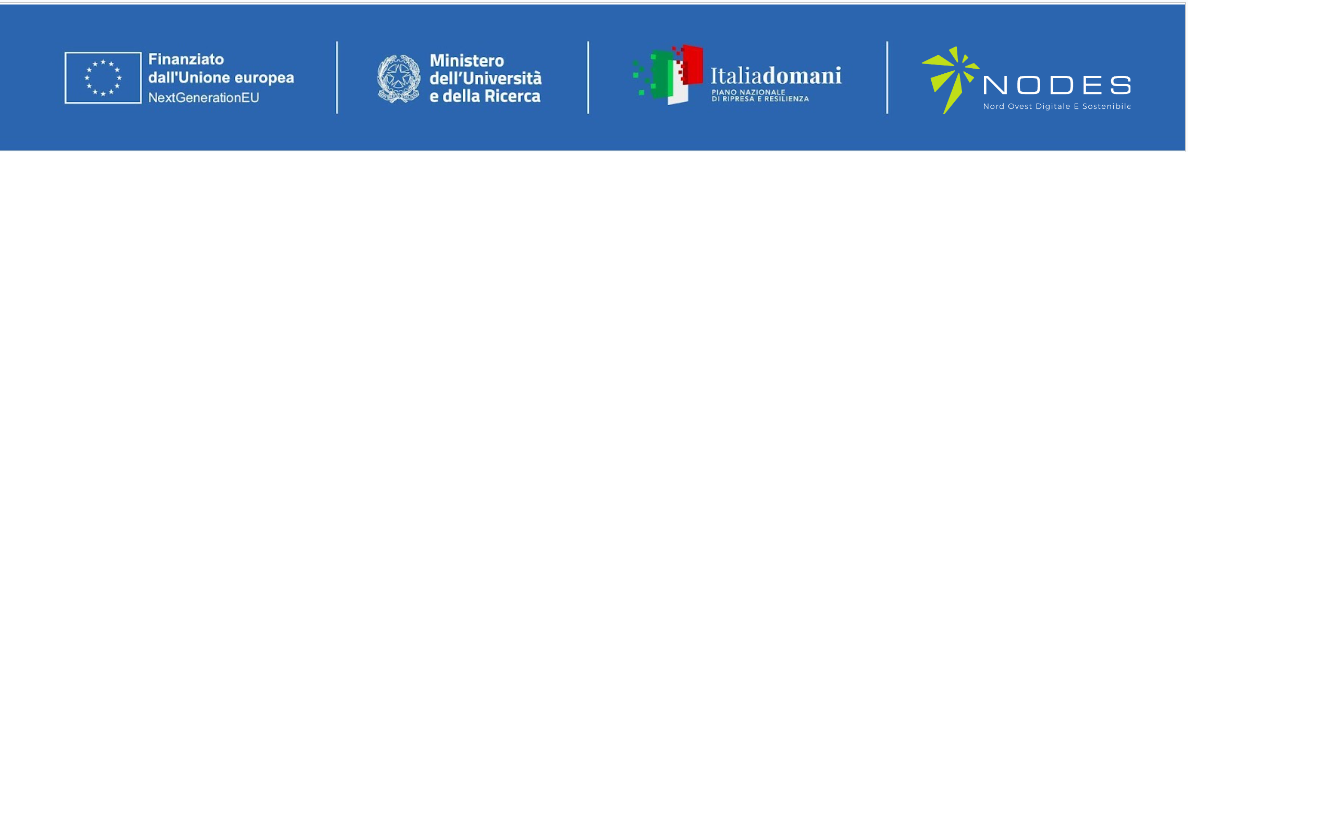 Finanziato
dall'Unione europea
NextGenerationEU
Ministero
dell'Università
e della Ricerca
Italiadomani
PIANO NAZIONALE
DI RIPRESA E RESILIENZA
NODES
Nord Ovest Digitale E Sostenibile